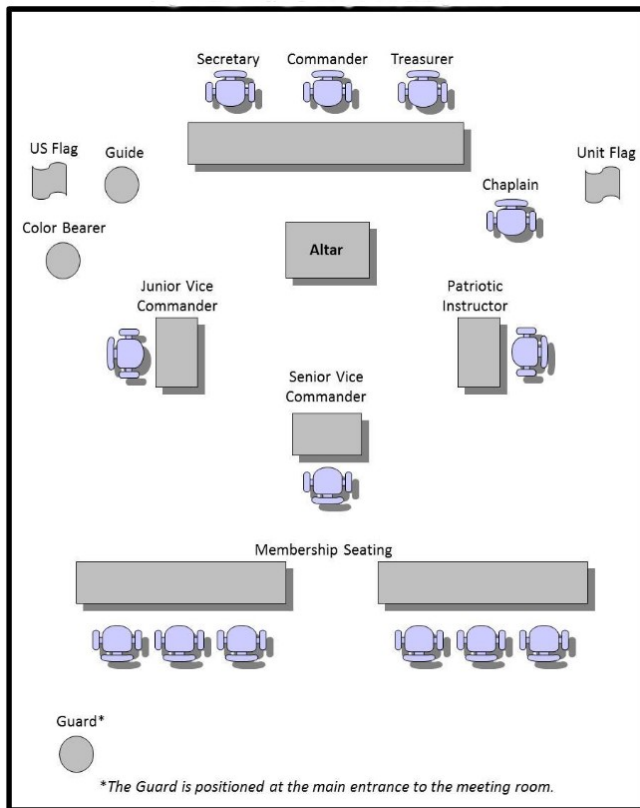 Secretary
Commander
Treasurer
US Flag
Guide
Unit Flag
Chaplain
Color Bearer
Altar
Junior Vice
Commander
Patriotic
Instructor
Senior Vice
Commander
Membership Seating
Guard*
*The Guard is positioned at the main entrance to the meeting room.